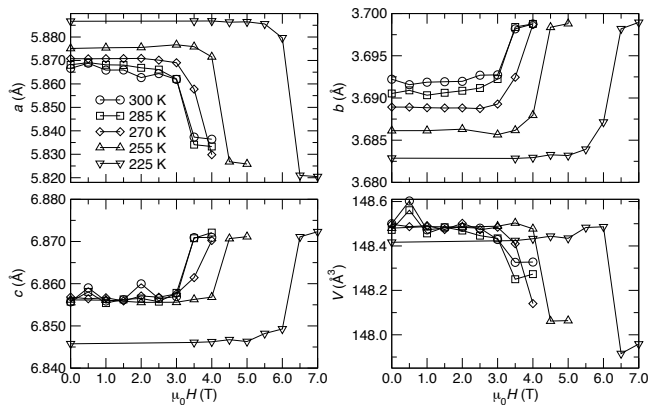 a (Å)
5.880
5.870
5.860
5.850
5.840
5.830
5.820
300 K
285 K
270 K
255 K
225 K
b (Å)
3.700
3.695
3.690
3.685
3.680
c (Å)
6.880
6.870
6.860
6.850
6.840
0.0 1.0 2.0 3.0 4.0 5.0 6.0 7.0
μ₀H (T)
V (Å³)
148.6
148.4
148.2
148.0
0.0 1.0 2.0 3.0 4.0 5.0 6.0 7.0
μ₀H (T)